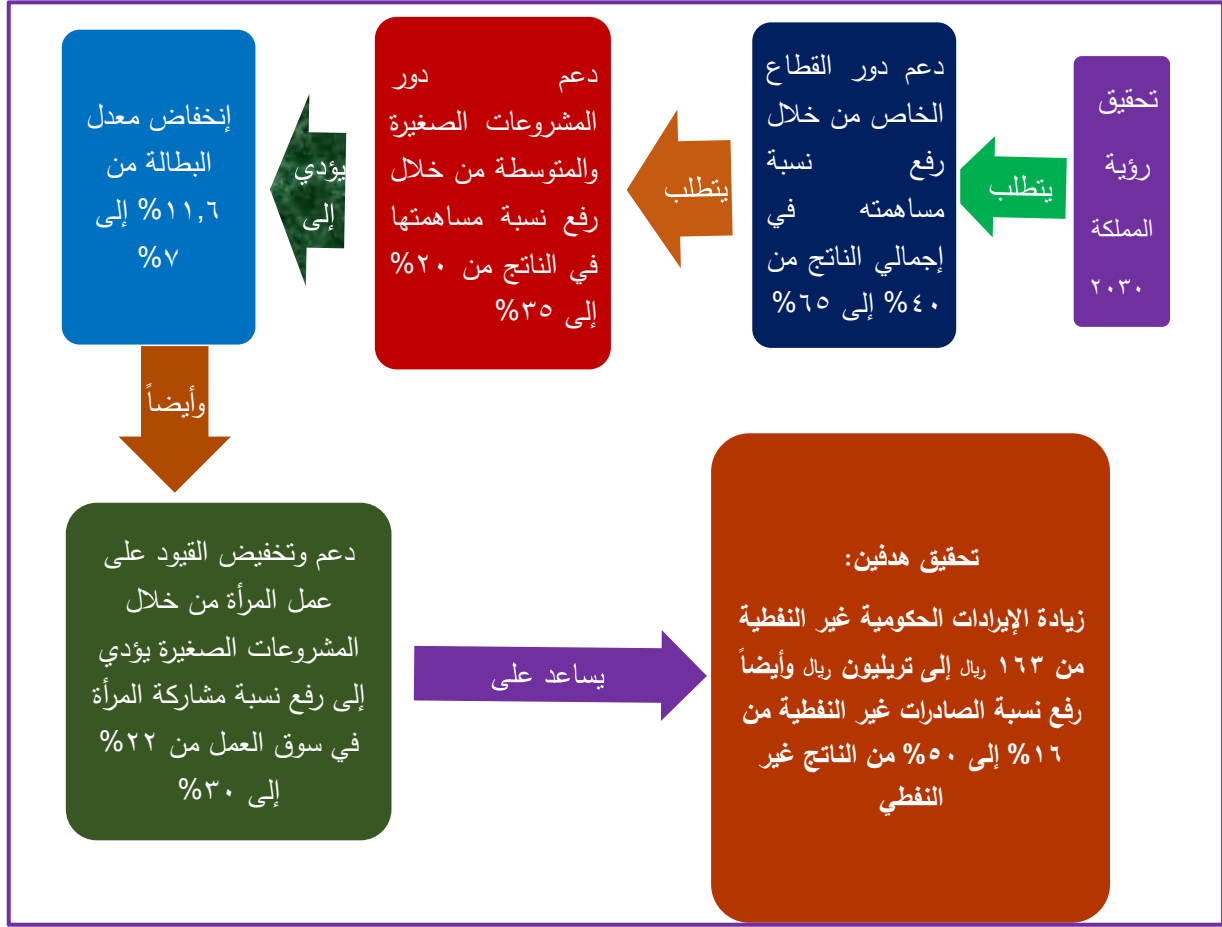 تحقيق
رؤية
المملكة
٢٠٣٠
يتطلب
دعم دور القطاع
الخاص من خلال
رفع نسبة
مساهمته في
إجمالي الناتج من
٤٠% إلى ٦٥%
يتطلب
دعم دور
المشروعات الصغيرة
والمتوسطة من خلال
رفع نسبة مساهمتها
في الناتج من ٢٠%
إلى ٣٥%
يؤدي
إلى
إنخفاض معدل
البطالة من
١١,٦% إلى
٧%
وأيضاً
دعم وتخفيض القيود على
عمل المرأة من خلال
المشروعات الصغيرة يؤدي
إلى رفع نسبة مشاركة المرأة
في سوق العمل من ٢٢%
إلى ٣٠%
يساعد على
تحقيق هدفين:
زيادة الإيرادات الحكومية غير النفطية
من ١٦٣ ريال إلى تريليون ريال وأيضاً
رفع نسبة الصادرات غير النفطية من
١٦% إلى ٥٠% من الناتج غير
النفطي